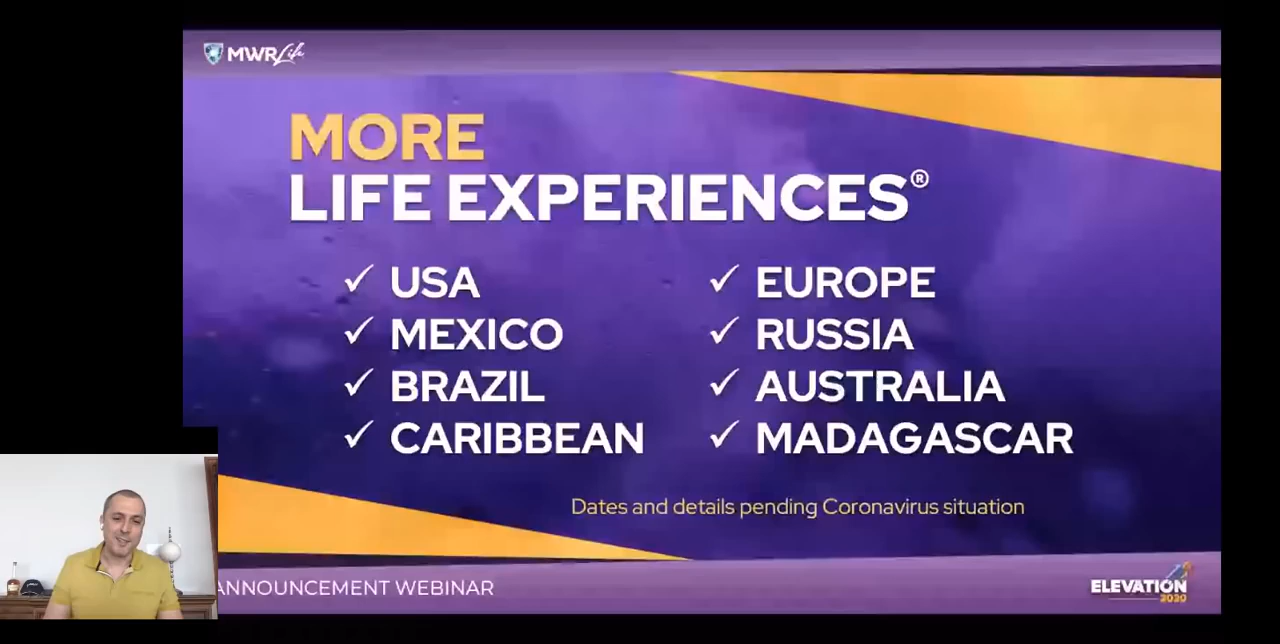 MWR Life
MORE
LIFE EXPERIENCES®
✓ USA
✓ MEXICO
✓ BRAZIL
✓ CARIBBEAN
✓ EUROPE
✓ RUSSIA
✓ AUSTRALIA
✓ MADAGASCAR
Dates and details pending Coronavirus situation
ANNOUNCEMENT WEBINAR
ELEVATION
2020